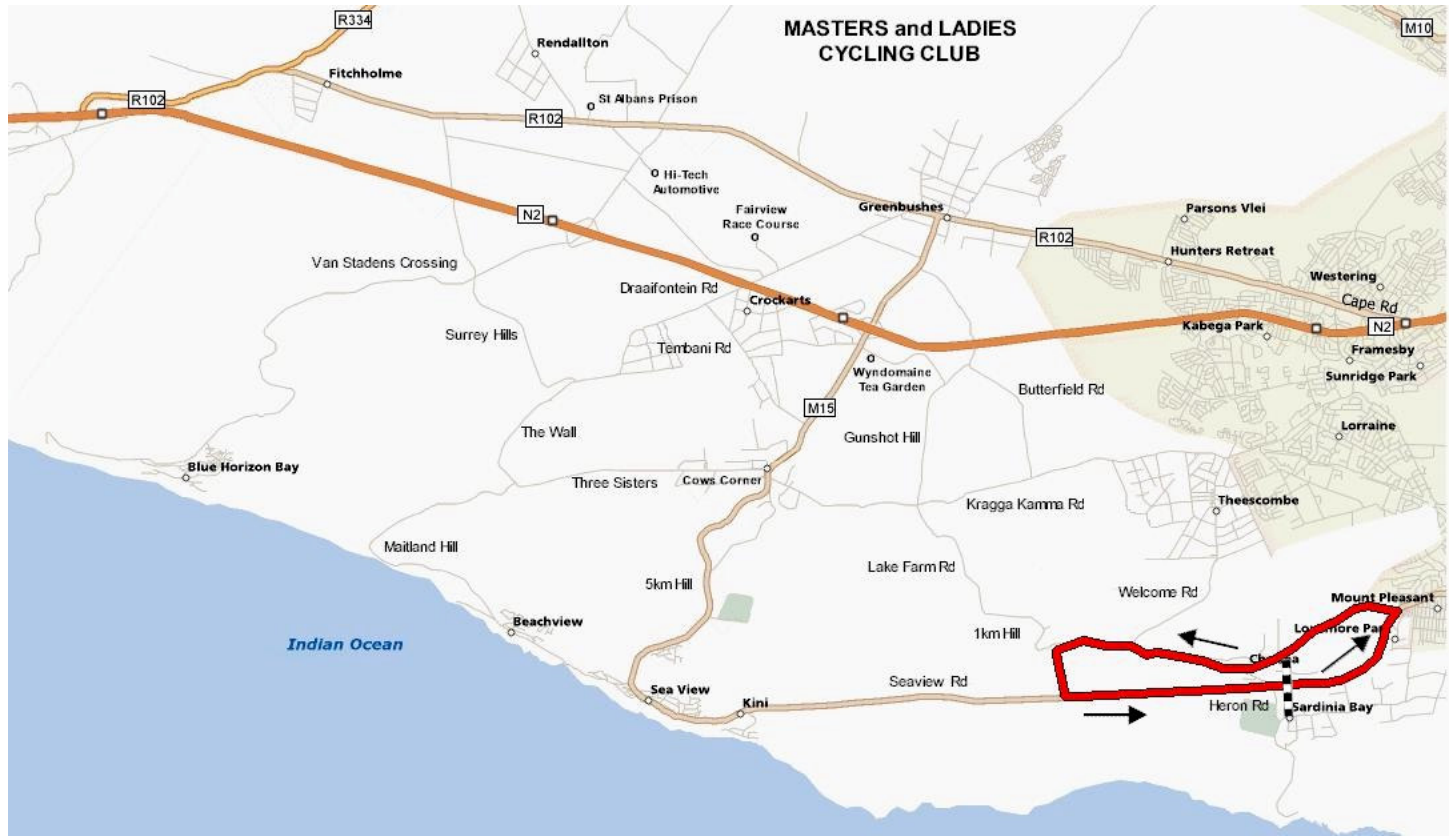 MASTERS and LADIES
CYCLING CLUB
R334
M10
Rendallton
Fitchholme
R102
St Albans Prison
R102
Hi-Tech
Automotive
Fairview
Race Course
Greenbushes
Parsons Vlei
N2
R102
Hunters Retreat
Van Stadens Crossing
Westering
Draaifontein Rd
Crockarts
Cape Rd
Kabega Park
N2
Surrey Hills
Tembani Rd
Framesby
Wyndomaine
Tea Garden
Sunridge Park
Butterfield Rd
M15
The Wall
Gunshot Hill
Lorraine
Blue Horizon Bay
Three Sisters
Cows Corner
Kragga Kamma Rd
Theescombe
Maitland Hill
5km Hill
Lake Farm Rd
Welcome Rd
Mount Pleasant
Beachview
1km Hill
Indian Ocean
Seaview Rd
Sea View
Kini
Heron Rd
Sardinia Bay